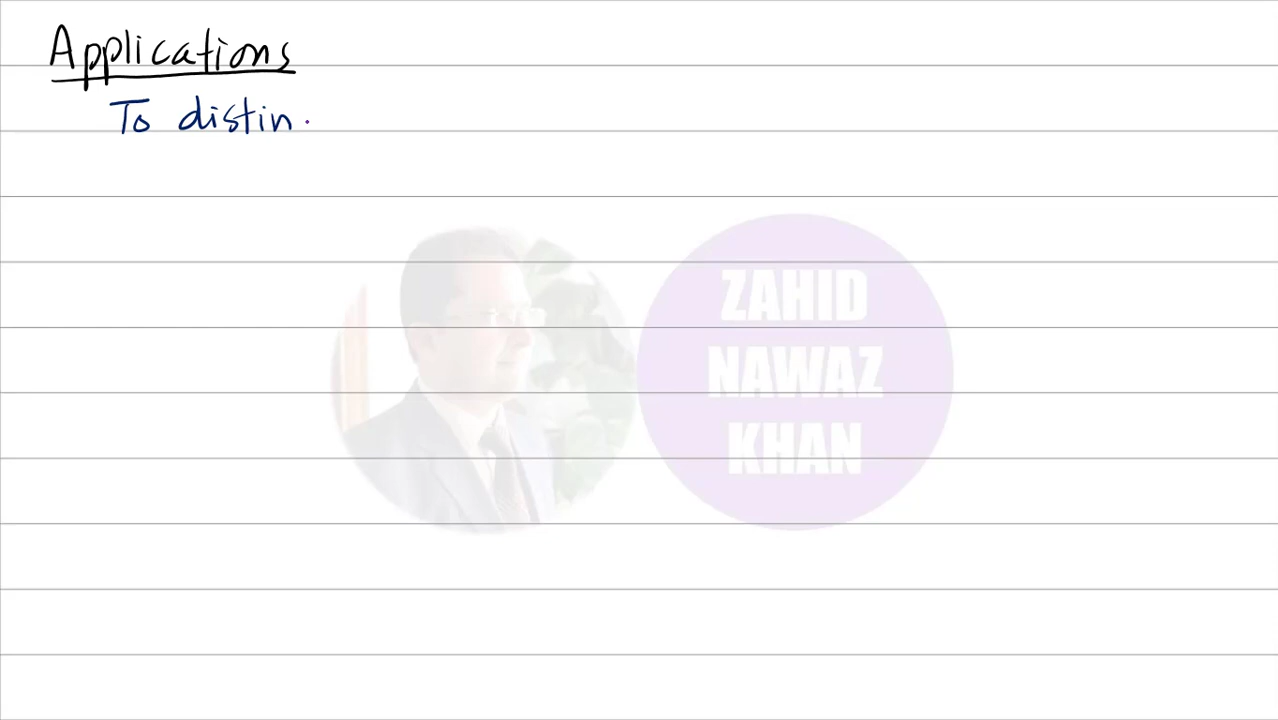 Applications
To distin.
ZAHID
NAWAZ
KHAN